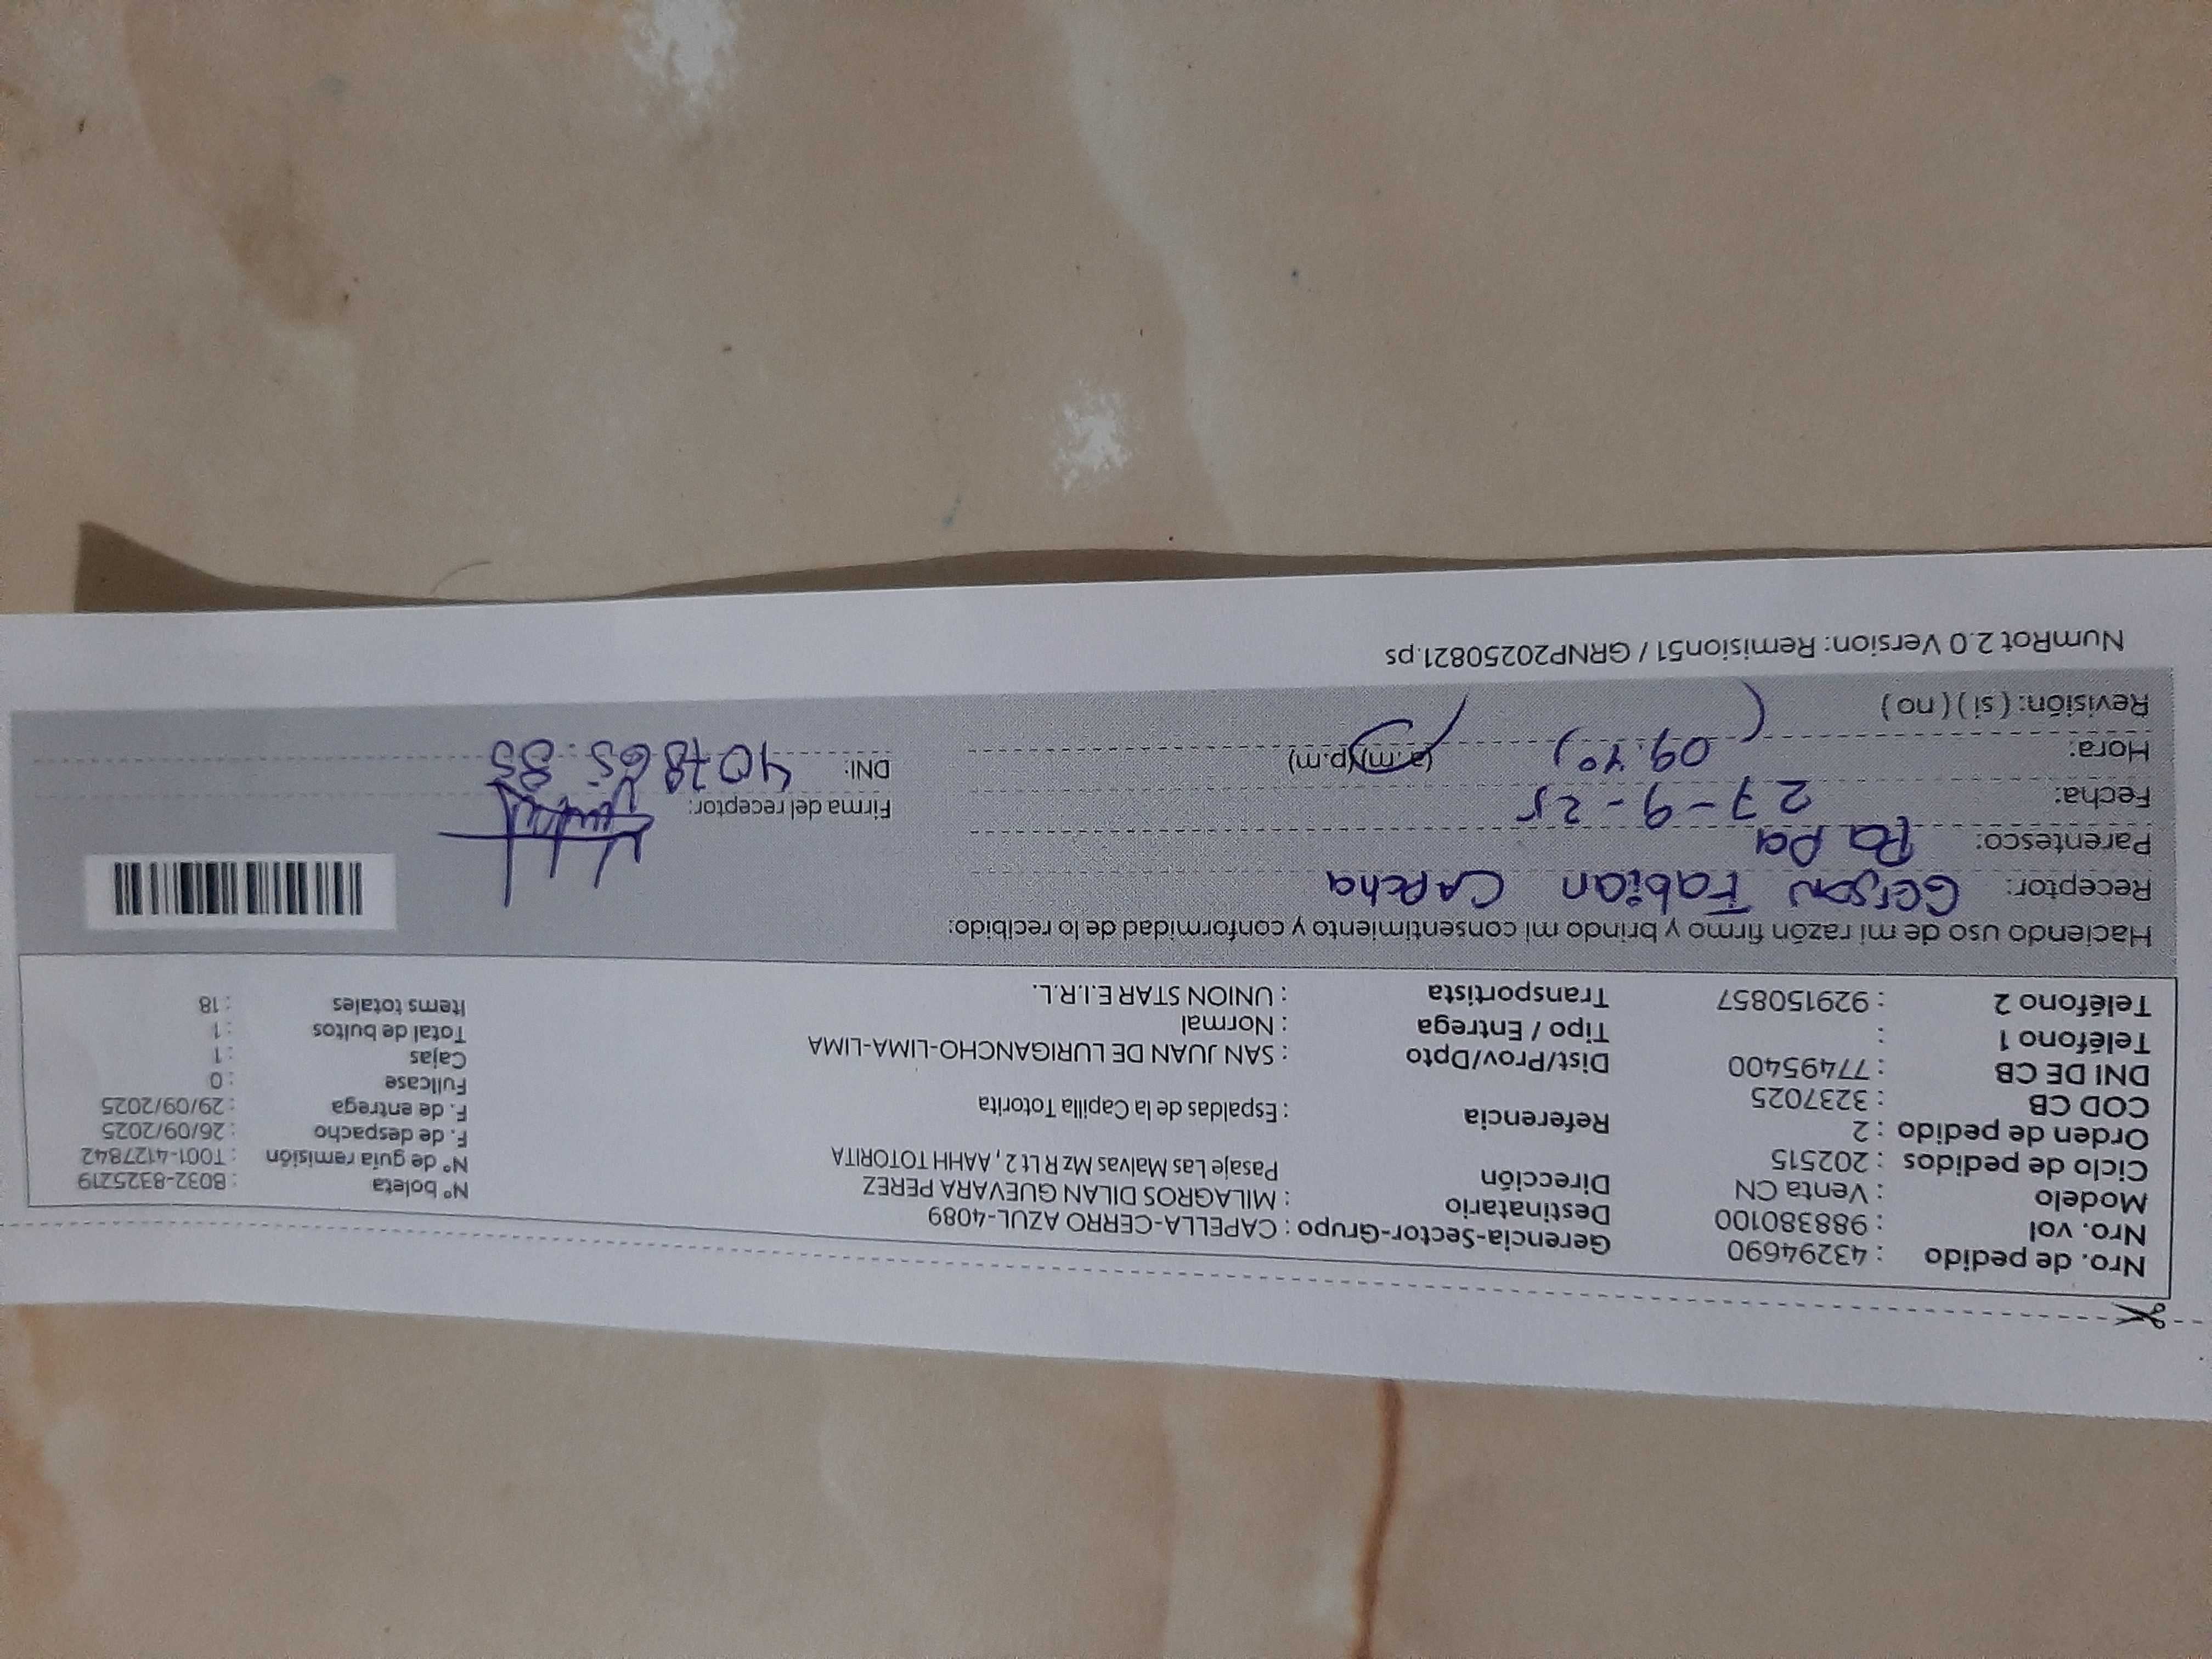 Nro. de pedido : 43294690
Nro. vol : 988380100
Modelo : Venta CN
Ciclo de pedidos : 202515
Orden de pedido : 2
COD CB : 3237025
DNI DE CB : 77495400
Teléfono 1 :
Teléfono 2 : 929150857
Gerencia-Sector-Grupo : CAPELLA-CERRO AZUL-4089
Destinatario : MILAGROS DILAN GUEVARA PEREZ
Dirección Pasaje Las Malvas Mz R Lt 2 , AAHH TOTORITA
Referencia : Espaldas de la Capilla Totorita
Dist/Prov/Dpto : SAN JUAN DE LURIGANCHO-LIMA-LIMA
Tipo / Entrega : Normal
Transportista : UNION STAR E.I.R.L.
Nº boleta : B032-8325219
Nº de guia remisión : T001-4127842
F. de despacho : 26/09/2025
F. de entrega : 29/09/2025
Fullcase : 0
Cajas : 1
Total de bultos : 1
Items totales : 18
Haciendo uso de mi razón firmo y brindo mi consentimiento y conformidad de lo recibido:
Receptor: Gerson Fabian CAPcha
Parentesco: Papa
Fecha: 27-9-25
Hora: (a.m)(p.m)
Revisión: ( si ) ( no )
Firma del receptor:
DNI: 407865.85
NumRot 2.0 Version: Remision51 / GRNP20250821.ps